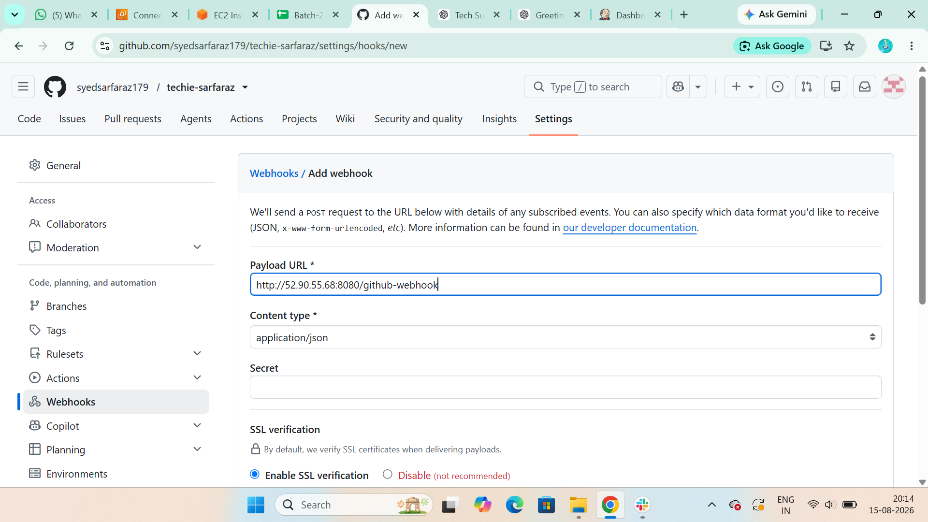 (5) Wha
Connec
EC2 Ins
Batch-2
Add we
Tech Su
Greetin
Dashbo
Ask Gemini
github.com/syedsarfaraz179/techie-sarfaraz/settings/hooks/new
Ask Google
syedsarfaraz179 / techie-sarfaraz
Type / to search
Code Issues Pull requests Agents Actions Projects Wiki Security and quality Insights Settings
General
Access
Collaborators
Moderation
Code, planning, and automation
Branches
Tags
Rulesets
Actions
Webhooks
Copilot
Planning
Environments
Webhooks / Add webhook
We'll send a POST request to the URL below with details of any subscribed events. You can also specify which data format you'd like to receive
(JSON, x-www-form-urlencoded, etc). More information can be found in our developer documentation.
Payload URL *
http://52.90.55.68:8080/github-webhook
Content type *
application/json
Secret
SSL verification
By default, we verify SSL certificates when delivering payloads.
Enable SSL verification Disable (not recommended)
Search
ENG
IN
20:14
15-08-2026